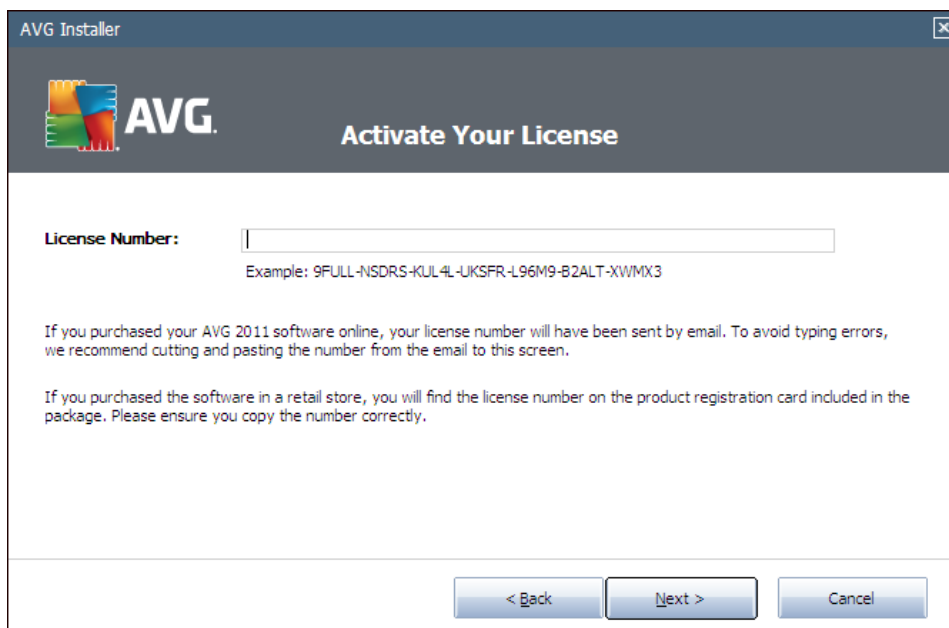 AVG Installer
AVG.
Activate Your License
License Number:
Example: 9FULL-NSDRS-KUL4L-UKSFR-L96M9-B2ALT-XWMX3
If you purchased your AVG 2011 software online, your license number will have been sent by email. To avoid typing errors,
we recommend cutting and pasting the number from the email to this screen.
If you purchased the software in a retail store, you will find the license number on the product registration card included in the
package. Please ensure you copy the number correctly.
< Back
Next >
Cancel